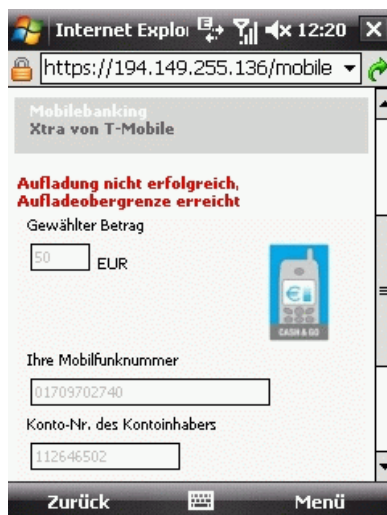 Internet Explor
12:20
https://194.149.255.136/mobile
Mobilebanking
Xtra von T-Mobile
Aufladung nicht erfolgreich,
Aufladeobergrenze erreicht
Gewählter Betrag
50 EUR
CASH & GO
Ihre Mobilfunknummer
01709702740
Konto-Nr. des Kontoinhabers
112646502
Zurück Menü